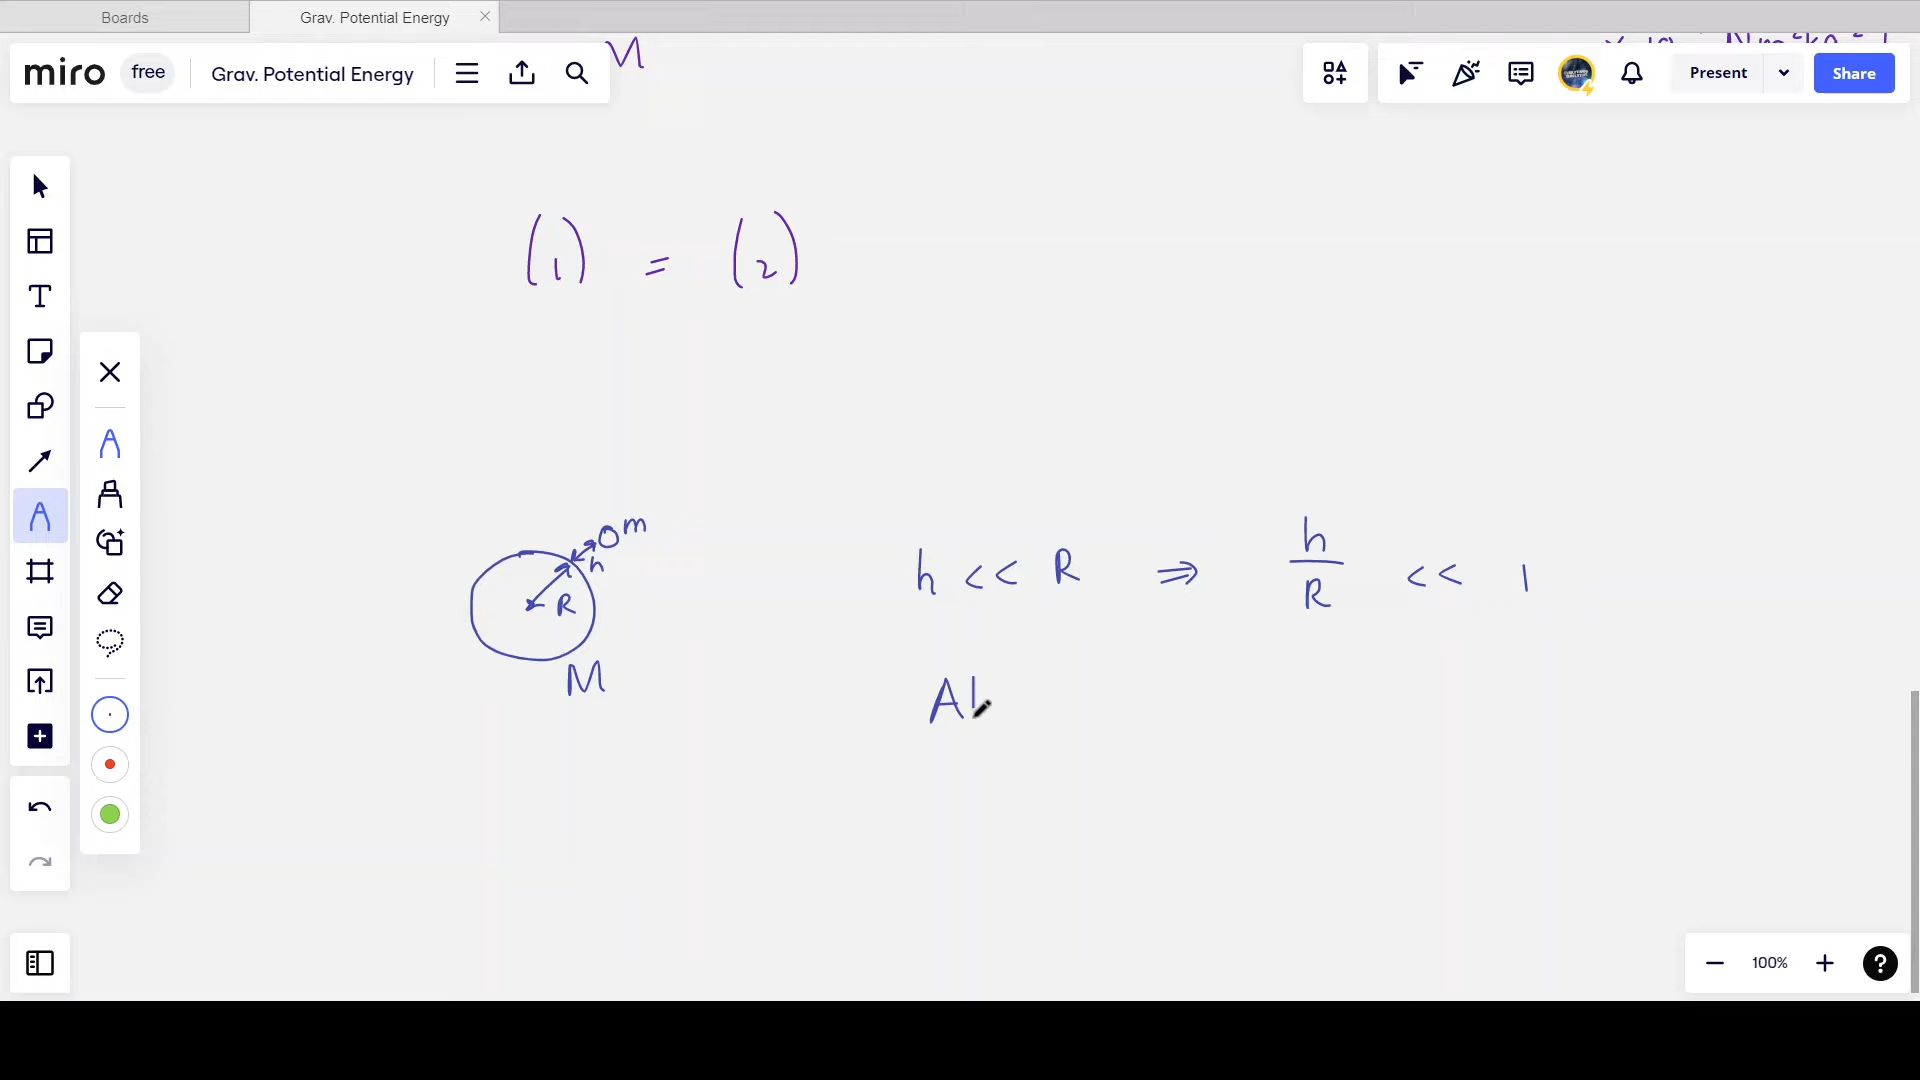 Boards
Grav. Potential Energy
M
miro free Grav. Potential Energy
Present
Share
(1) = (2)
m
h
R
M
h << R ⇒ h/R << 1
Al
100%
?